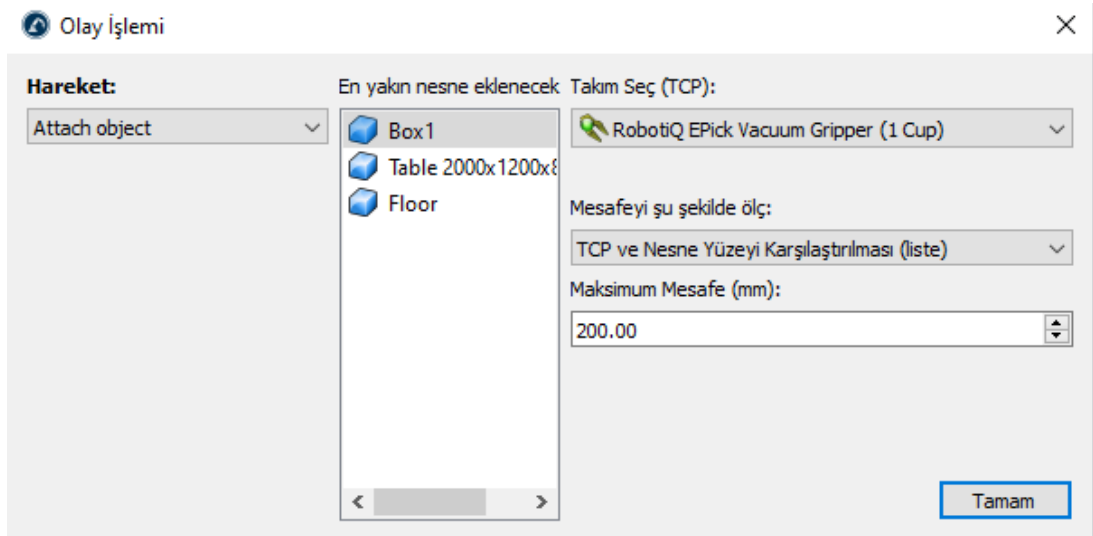 Olay İşlemi
Hareket:
Attach object
En yakın nesne eklenecek
Box1
Table 2000x1200x8
Floor
Takım Seç (TCP):
RobotiQ EPick Vacuum Gripper (1 Cup)
Mesafeyi şu şekilde ölç:
TCP ve Nesne Yüzeyi Karşılaştırılması (liste)
Maksimum Mesafe (mm):
200.00
Tamam